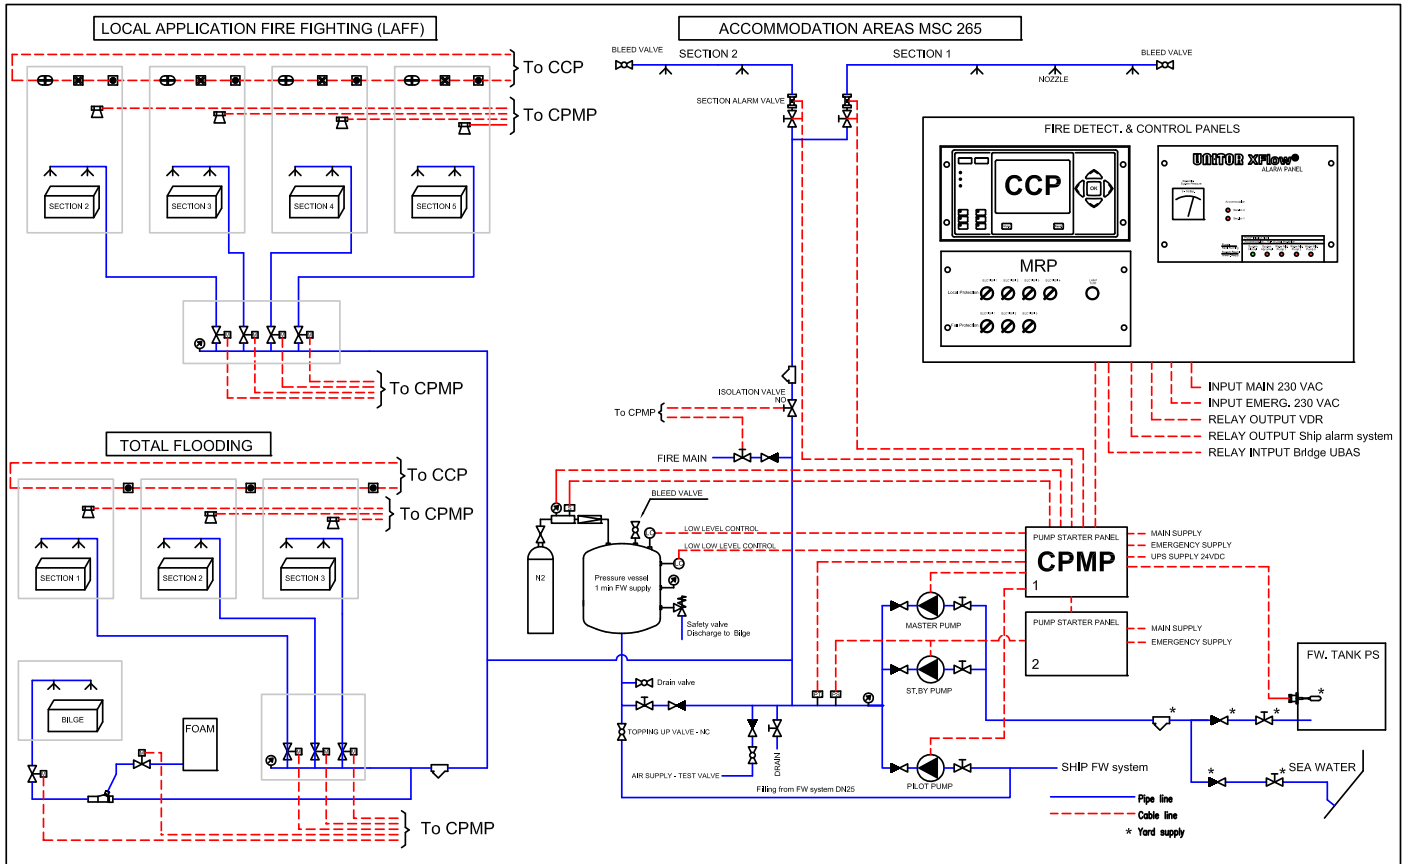 LOCAL APPLICATION FIRE FIGHTING (LAFF)
To CCP
To CPMP
SECTION 2
SECTION 3
SECTION 4
SECTION 5
To CPMP
TOTAL FLOODING
To CCP
To CPMP
SECTION 1
SECTION 2
SECTION 3
BILGE
FOAM
To CPMP
ACCOMMODATION AREAS MSC 265
BLEED VALVE
SECTION 2
SECTION 1
BLEED VALVE
NOZZLE
SECTION ALARM VALVE
ISOLATION VALVE
NO
To CPMP
FIRE MAIN
BLEED VALVE
LOW LEVEL CONTROL
LC
LOW LOW LEVEL CONTROL
LC
N2
Pressure vessel
1 min FW supply
Safety valve
Discharge to Bilge
Drain valve
TOPPING UP VALVE - NC
AIR SUPPLY - TEST VALVE
DRAIN
Filling from FW system DN25
MASTER PUMP
ST.BY PUMP
PILOT PUMP
FIRE DETECT. & CONTROL PANELS
CCP
OK
UNITOR XFlow®
ALARM PANEL
MRP
Local Protection
INPUT MAIN 230 VAC
INPUT EMERG. 230 VAC
RELAY OUTPUT VDR
RELAY OUTPUT Ship alarm system
RELAY INTPUT Bridge UBAS
PUMP STARTER PANEL
CPMP
1
MAIN SUPPLY
EMERGENCY SUPPLY
UPS SUPPLY 24VDC
PUMP STARTER PANEL
2
MAIN SUPPLY
EMERGENCY SUPPLY
FW. TANK PS
*
* * *
SEA WATER
* *
SHIP FW system
Pipe line
Cable line
* Yard supply